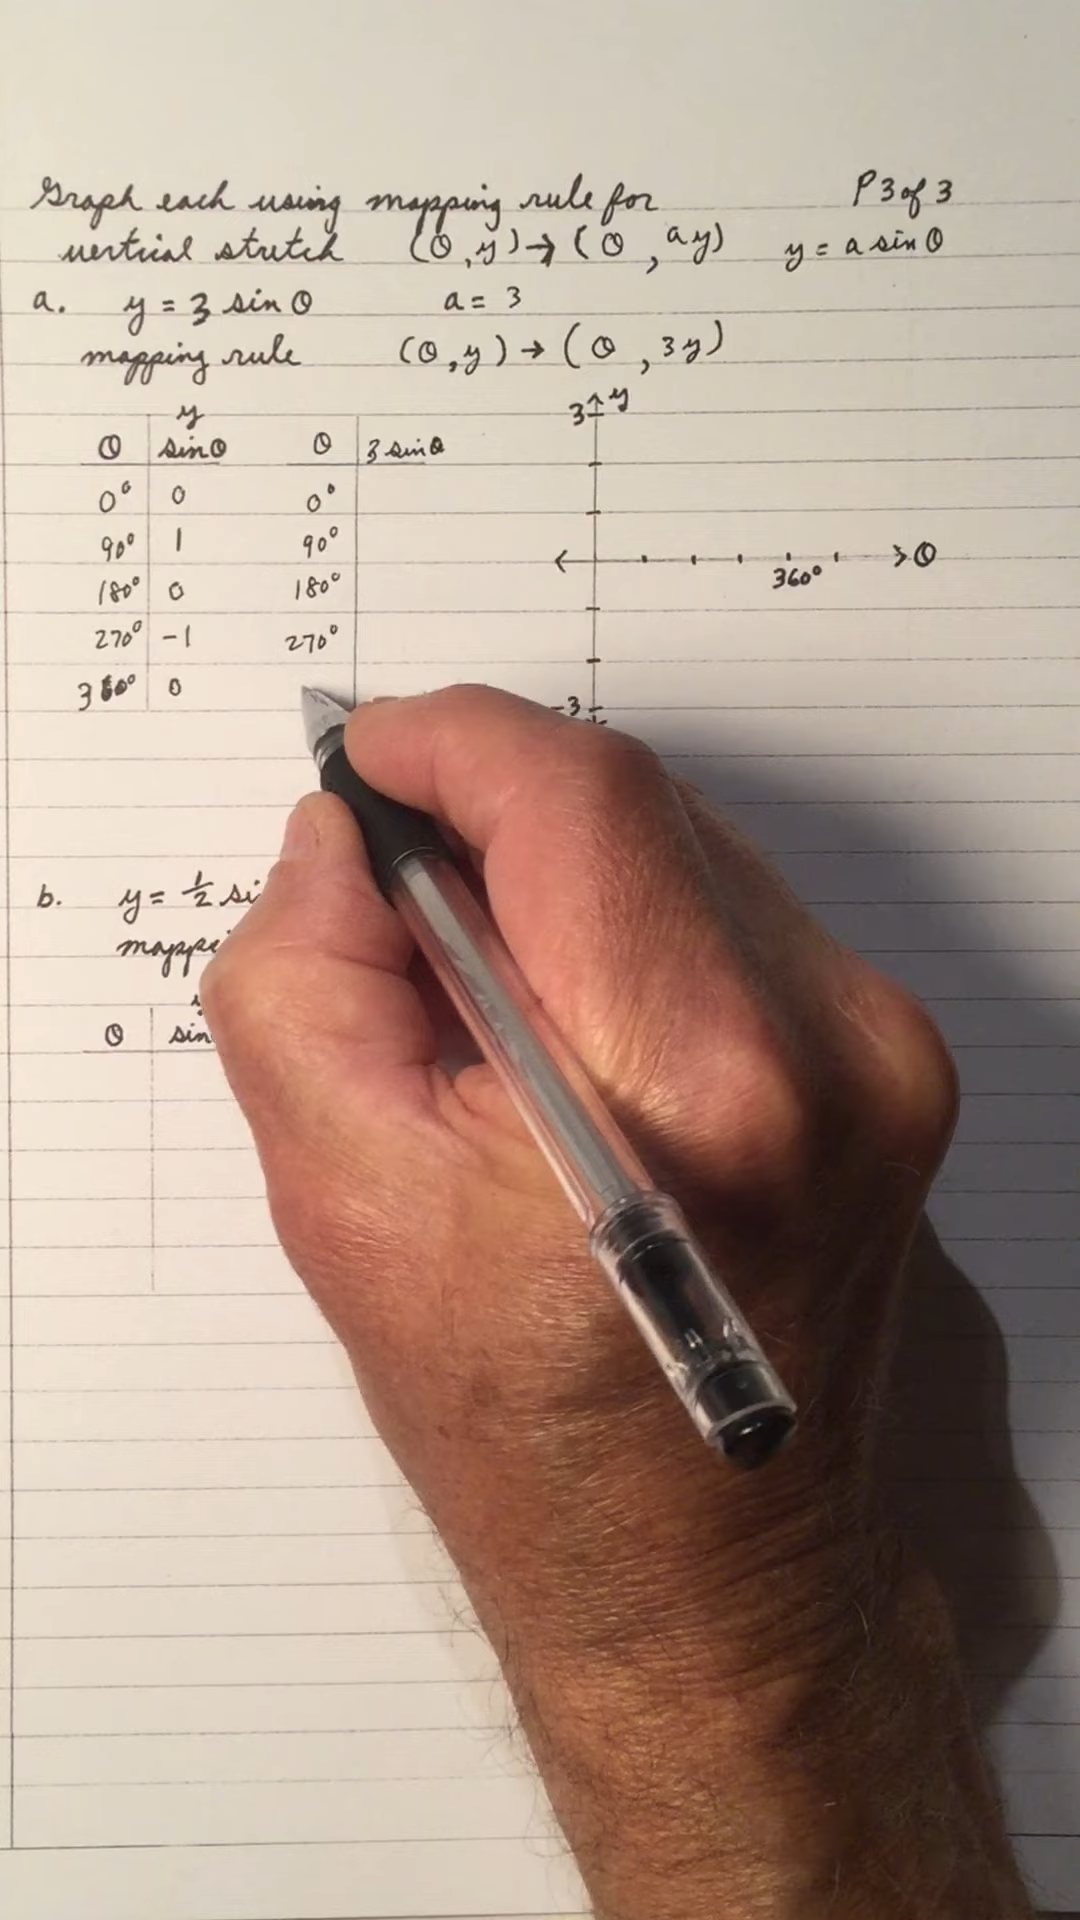 Graph each using mapping rule for P 3 of 3
vertical stretch (θ, y) → (θ, ay) y = a sin θ
a. y = 3 sin θ a = 3
mapping rule (θ, y) → (θ, 3y)
y
θ sin θ θ 3 sin θ
0° 0 0°
90° 1 90°
180° 0 180°
270° -1 270°
360° 0
3 y
θ
360°
-3
b. y = 1/2
θ